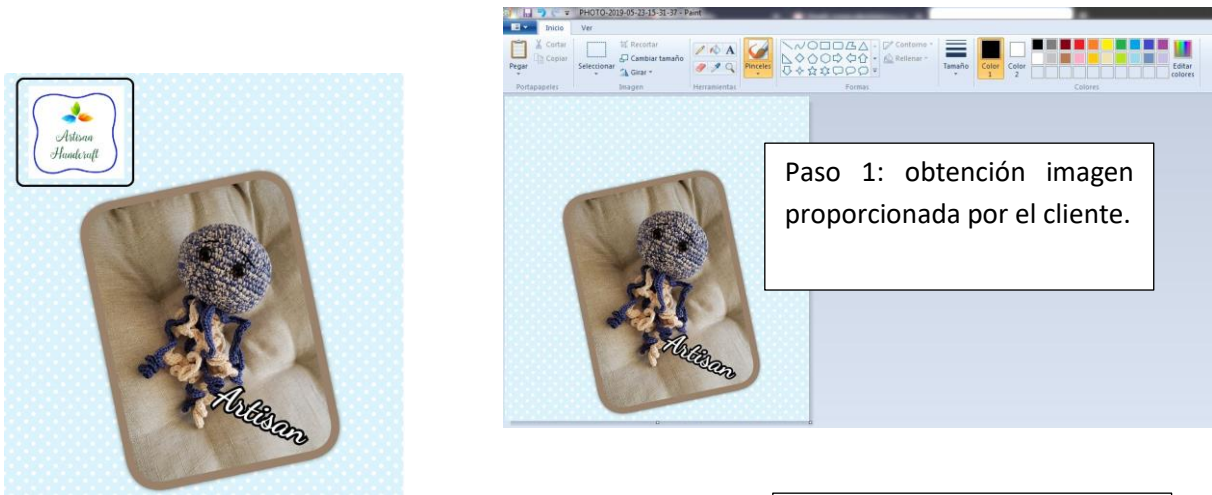 Artisan
Handcraft
Artisan
PHOTO-2019-05-23-15-31-37 - Paint
Inicio Ver
Pegar
Cortar
Copiar
Portapapeles
Seleccionar
Recortar
Cambiar tamaño
Girar
Imagen
A
Herramientas
Pinceles
Contorno
Rellenar
Formas
Tamaño
Color
1
Color
2
Editar
colores
Colores
Paso 1: obtención imagen
proporcionada por el cliente.
Artisan